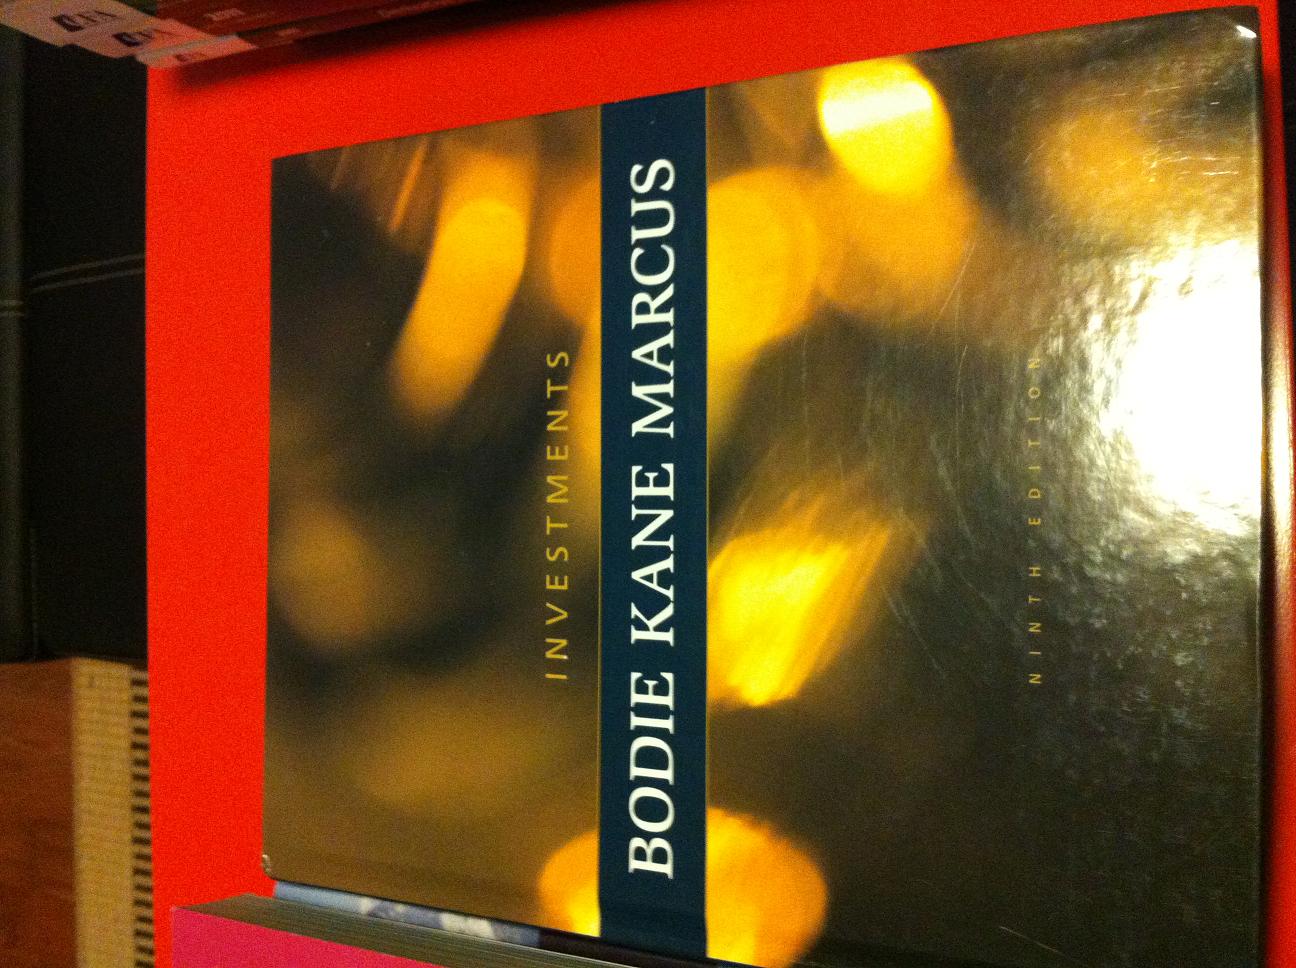 INVESTMENTS
BODIE KANE MARCUS
NINTH EDITION